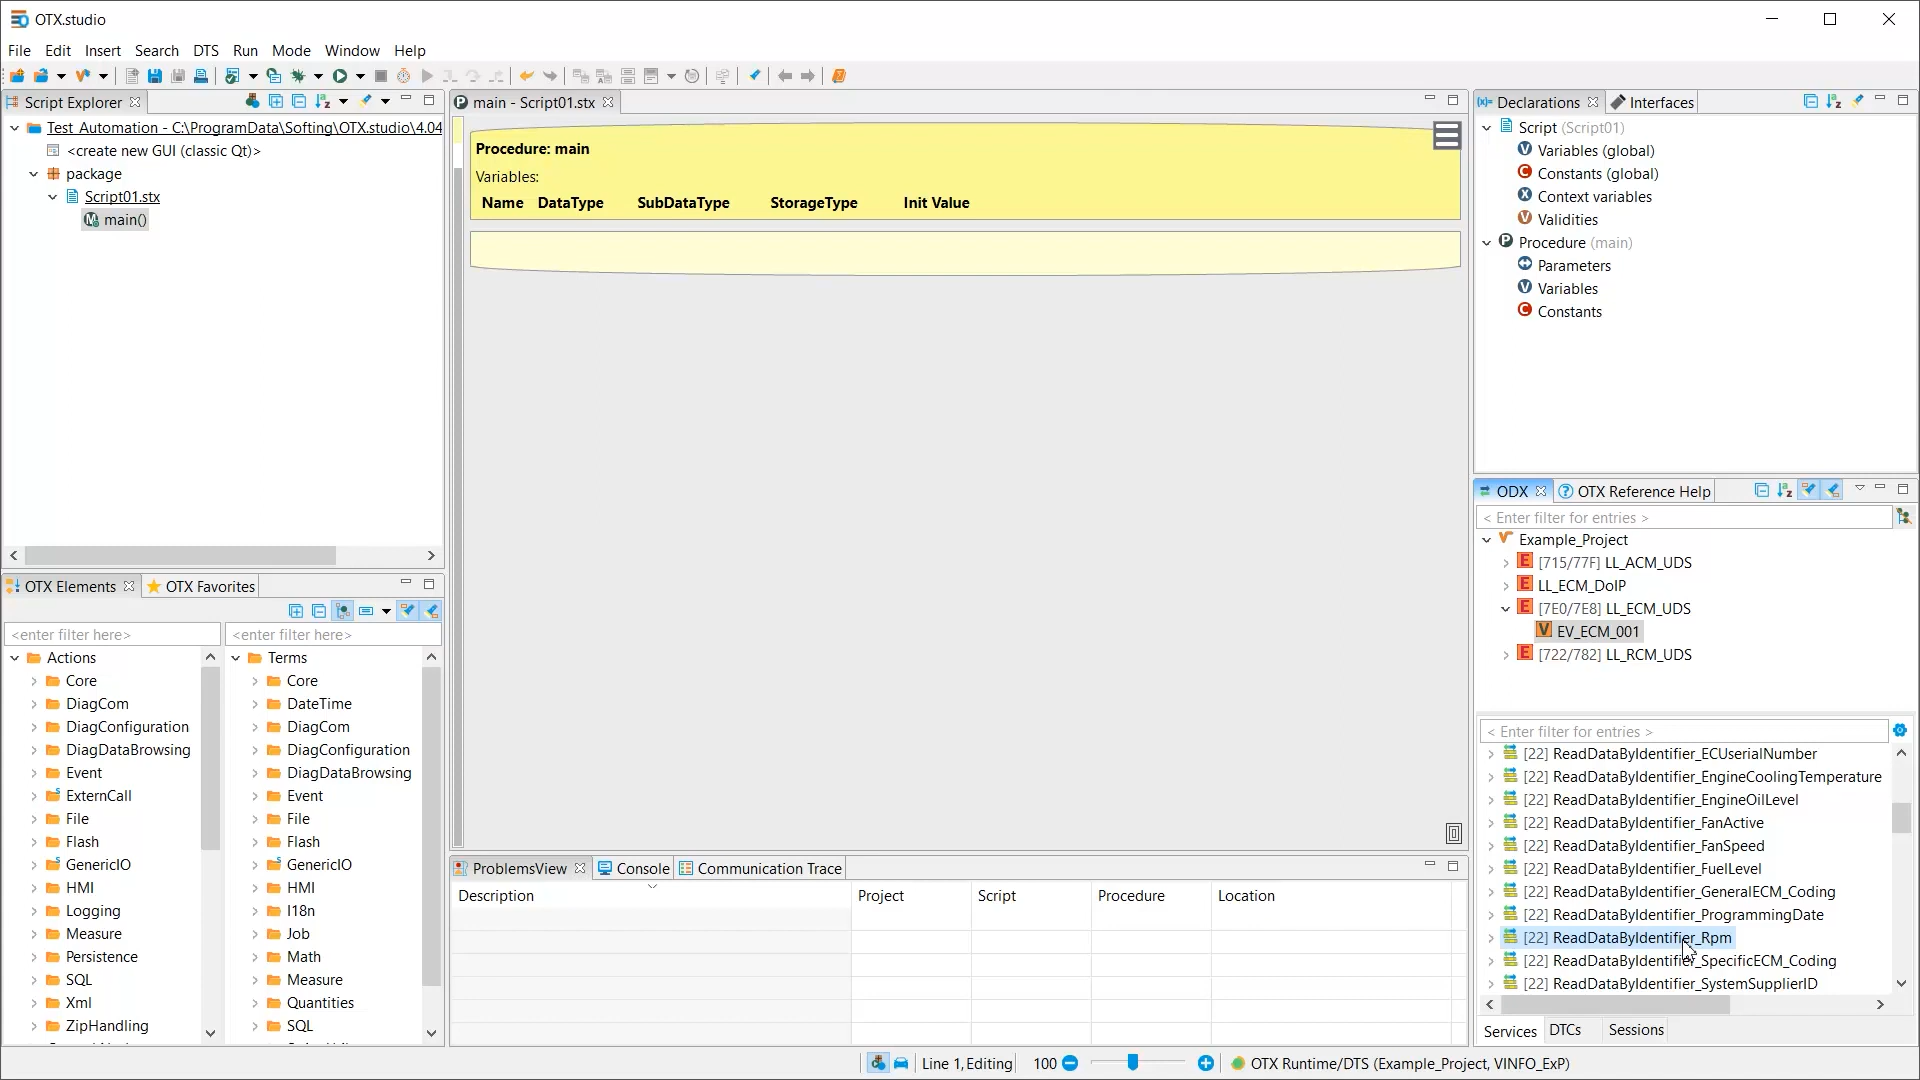 OTX.studio
File Edit Insert Search DTS Run Mode Window Help
Script Explorer
Test_Automation - C:\ProgramData\Softing\OTX.studio\4.04
<create new GUI (classic Qt)>
package
Script01.stx
main()
OTX Elements OTX Favorites
<enter filter here> <enter filter here>
Actions
Core
DiagCom
DiagConfiguration
DiagDataBrowsing
Event
ExternCall
File
Flash
GenericIO
HMI
Logging
Measure
Persistence
SQL
Xml
ZipHandling
Terms
Core
DateTime
DiagCom
DiagConfiguration
DiagDataBrowsing
Event
File
Flash
GenericIO
HMI
I18n
Job
Math
Measure
Quantities
SQL
main - Script01.stx
Procedure: main
Variables:
Name DataType SubDataType StorageType Init Value
ProblemsView Console Communication Trace
Description Project Script Procedure Location
Declarations Interfaces
Script (Script01)
Variables (global)
Constants (global)
Context variables
Validities
Procedure (main)
Parameters
Variables
Constants
ODX OTX Reference Help
< Enter filter for entries >
Example_Project
[715/77F] LL_ACM_UDS
LL_ECM_DoIP
[7E0/7E8] LL_ECM_UDS
EV_ECM_001
[722/782] LL_RCM_UDS
< Enter filter for entries >
[22] ReadDataByIdentifier_ECUserialNumber
[22] ReadDataByIdentifier_EngineCoolingTemperature
[22] ReadDataByIdentifier_EngineOilLevel
[22] ReadDataByIdentifier_FanActive
[22] ReadDataByIdentifier_FanSpeed
[22] ReadDataByIdentifier_FuelLevel
[22] ReadDataByIdentifier_GeneralECM_Coding
[22] ReadDataByIdentifier_ProgrammingDate
[22] ReadDataByIdentifier_Rpm
[22] ReadDataByIdentifier_SpecificECM_Coding
[22] ReadDataByIdentifier_SystemSupplierID
Services DTCs Sessions
Line 1, Editing 100 OTX Runtime/DTS (Example_Project, VINFO_ExP)